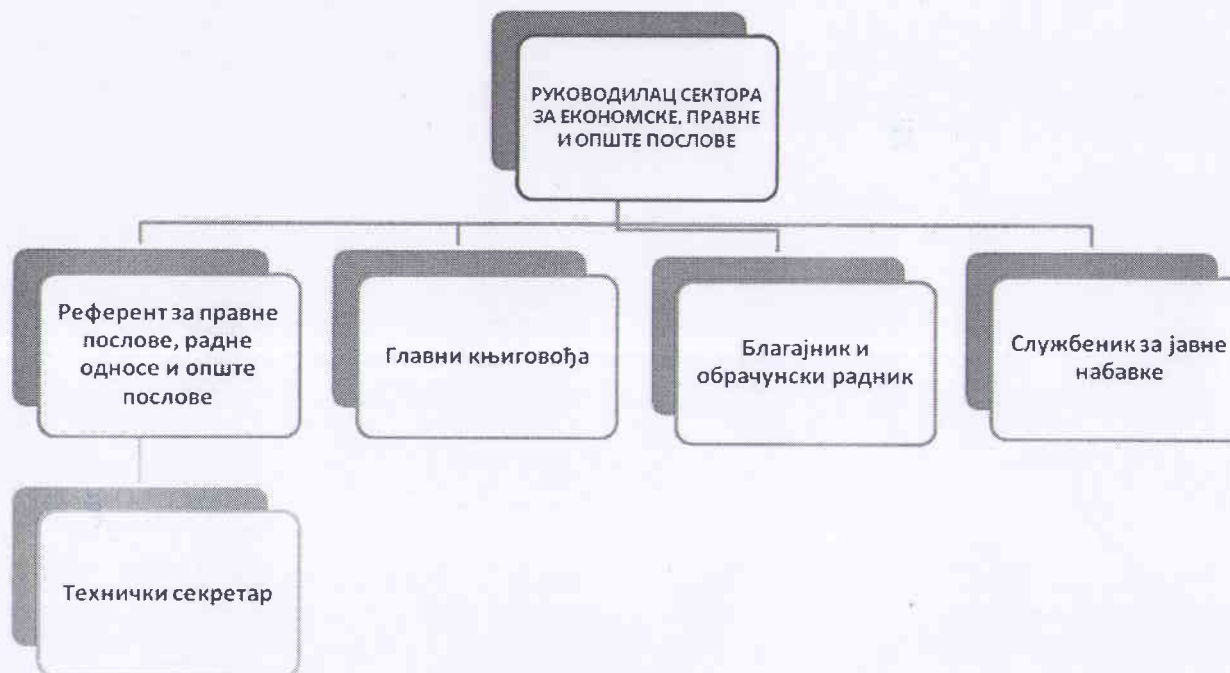 РУКОВОДИЛАЦ СЕКТОРА
ЗА ЕКОНОМСКЕ, ПРАВНЕ
И ОПШТЕ ПОСЛОВЕ
Референт за правне
послове, радне
односе и опште
послове
Главни књиговођа
Благајник и
обрачунски радник
Службеник за јавне
набавке
Технички секретар